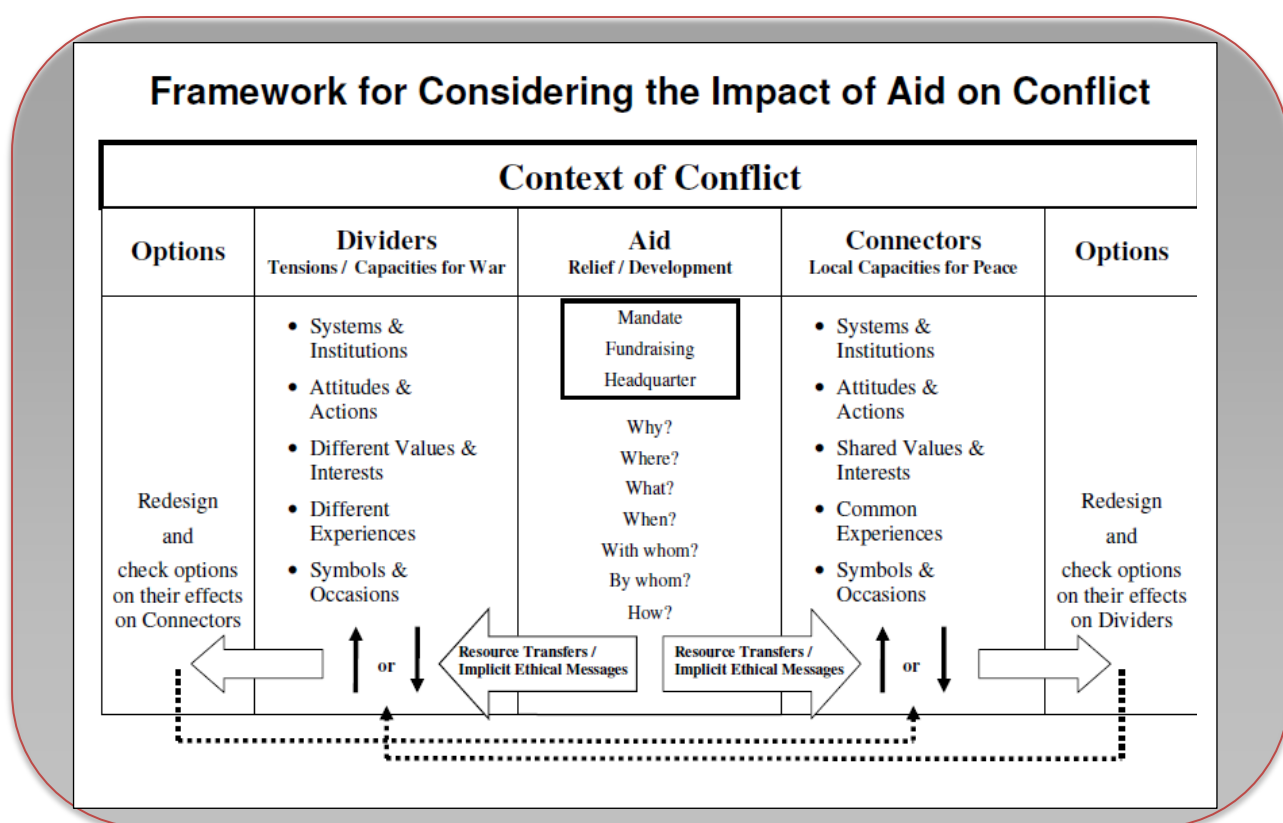 Framework for Considering the Impact of Aid on Conflict
Context of Conflict
Options
Dividers
Tensions / Capacities for War
Aid
Relief / Development
Connectors
Local Capacities for Peace
Options
Redesign
and
check options
on their effects
on Connectors
• Systems &
Institutions
• Attitudes &
Actions
• Different Values &
Interests
• Different
Experiences
• Symbols &
Occasions
or
Mandate
Fundraising
Headquarter
Why?
Where?
What?
When?
With whom?
By whom?
How?
Resource Transfers /
Implicit Ethical Messages
Resource Transfers /
Implicit Ethical Messages
• Systems &
Institutions
• Attitudes &
Actions
• Shared Values &
Interests
• Common
Experiences
• Symbols &
Occasions
or
Redesign
and
check options
on their effects
on Dividers